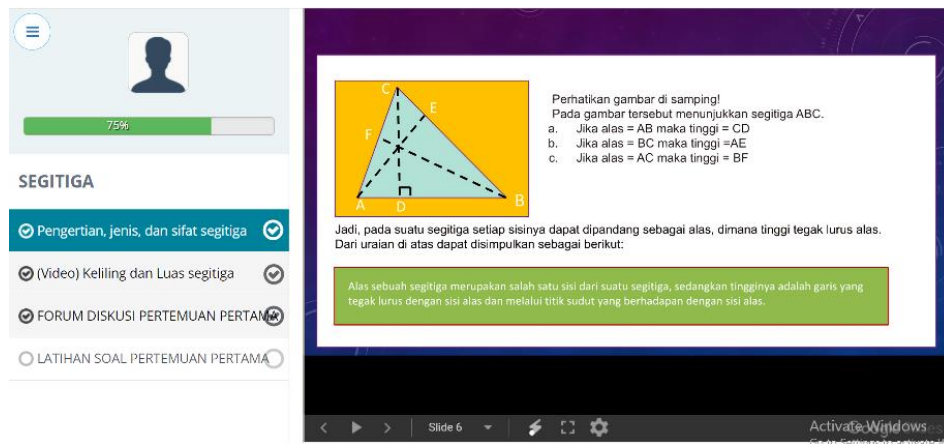 75%
SEGITIGA
Pengertian, jenis, dan sifat segitiga
(Video) Keliling dan Luas segitiga
FORUM DISKUSI PERTEMUAN PERTAMA
LATIHAN SOAL PERTEMUAN PERTAMA
C
E
F
A
D
B
Perhatikan gambar di samping!
Pada gambar tersebut menunjukkan segitiga ABC.
a. Jika alas = AB maka tinggi = CD
b. Jika alas = BC maka tinggi =AE
c. Jika alas = AC maka tinggi = BF
Jadi, pada suatu segitiga setiap sisinya dapat dipandang sebagai alas, dimana tinggi tegak lurus alas.
Dari uraian di atas dapat disimpulkan sebagai berikut:
Alas sebuah segitiga merupakan salah satu sisi dari suatu segitiga, sedangkan tingginya adalah garis yang
tegak lurus dengan sisi alas dan melalui titik sudut yang berhadapan dengan sisi alas.
Slide 6
Activate Windows